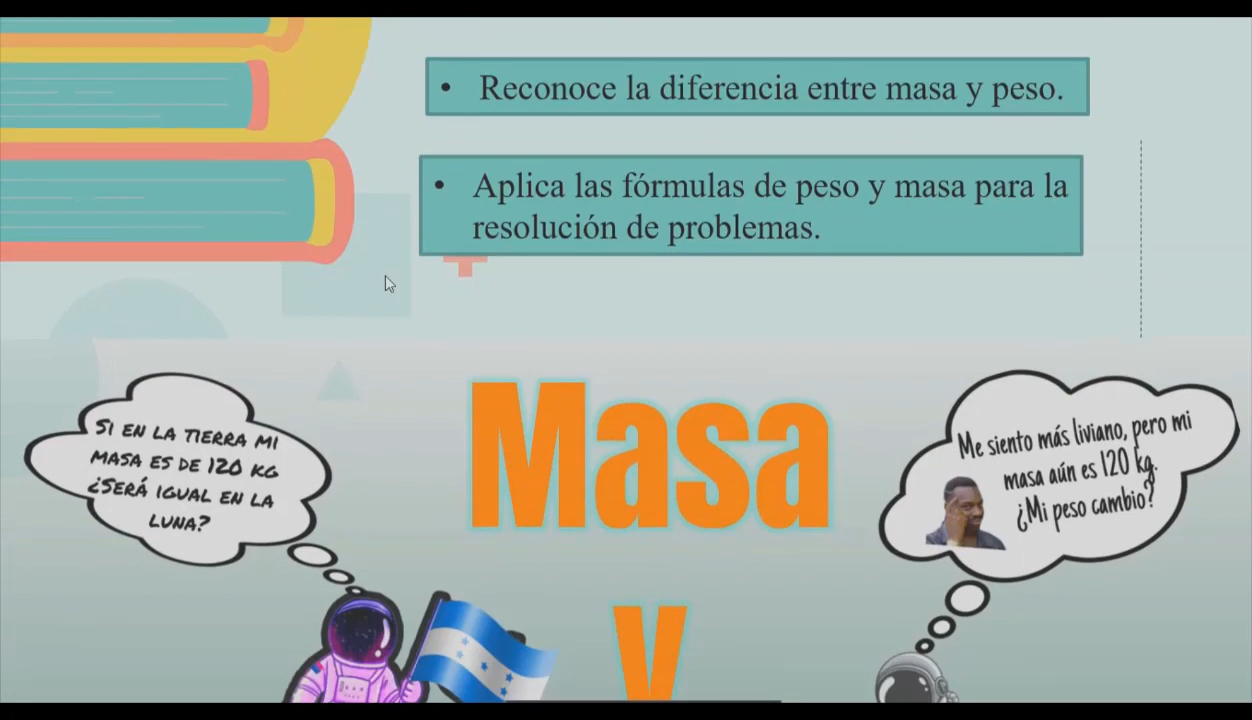 • Reconoce la diferencia entre masa y peso.
• Aplica las fórmulas de peso y masa para la
resolución de problemas.
SI EN LA TIERRA MI
MASA ES DE 120 KG
¿SERÁ IGUAL EN LA
LUNA?
Masa
y
Me siento más liviano, pero mi
masa aún es 120 kg.
¿Mi peso cambio?